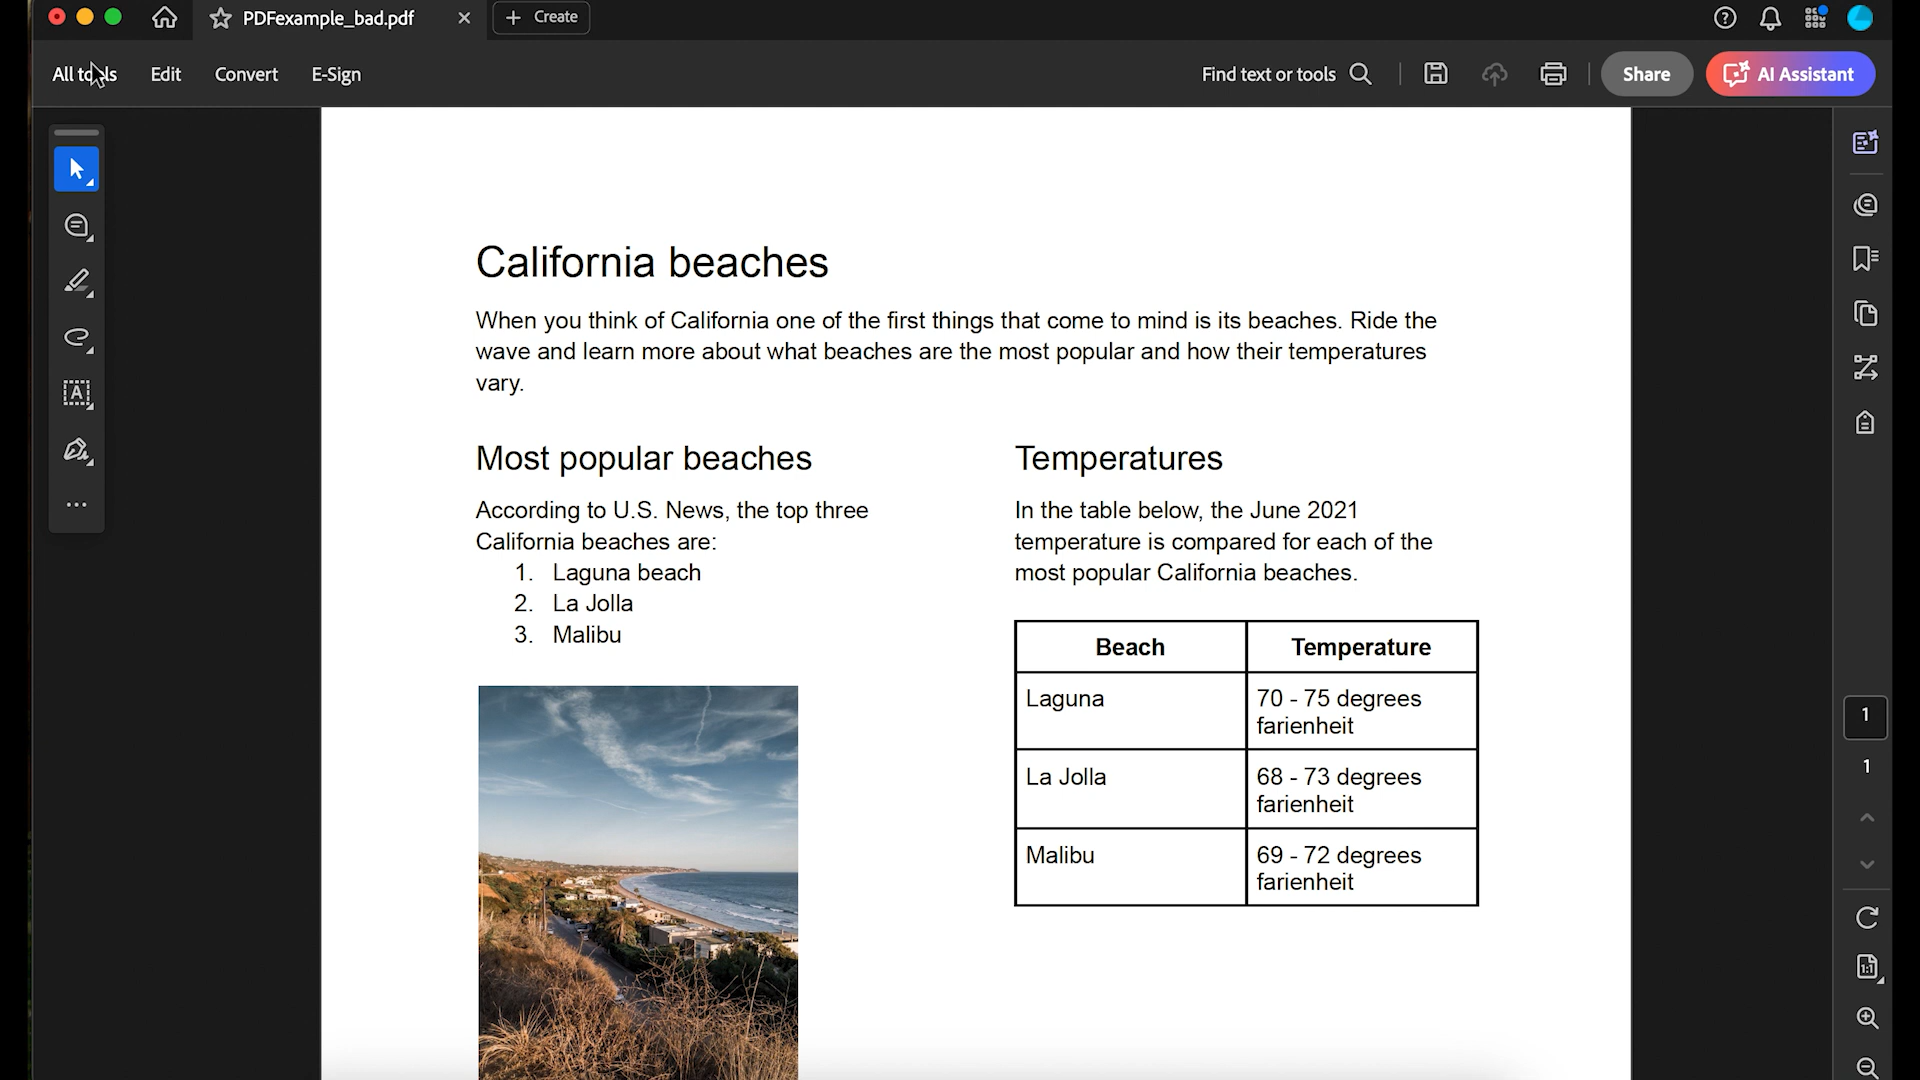 PDFexample_bad.pdf
Create
All tools
Edit
Convert
E-Sign
Find text or tools
Share
AI Assistant
California beaches
When you think of California one of the first things that come to mind is its beaches. Ride the
wave and learn more about what beaches are the most popular and how their temperatures
vary.
Most popular beaches
According to U.S. News, the top three
California beaches are:
1. Laguna beach
2. La Jolla
3. Malibu
Temperatures
In the table below, the June 2021
temperature is compared for each of the
most popular California beaches.
Beach Temperature
Laguna 70 - 75 degrees
farienheit
La Jolla 68 - 73 degrees
farienheit
Malibu 69 - 72 degrees
farienheit
1
1